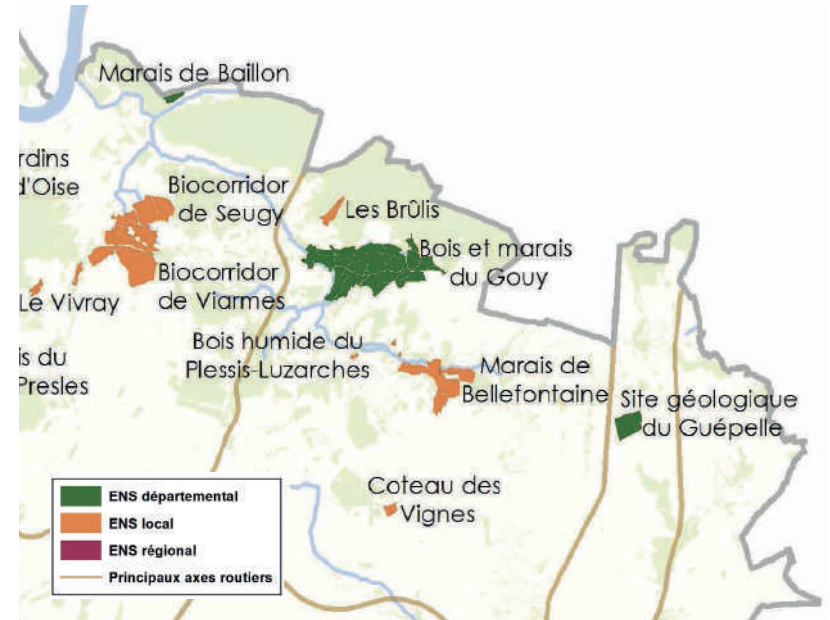 Marais de Baillon
rdins
d'Oise
Biocorridor
de Seugy
Les Brûlis
Bois et marais
du Gouy
Biocorridor
de Viarmes
Le Vivray
Bois humide du
Plessis-Luzarches
is du
Presles
Marais de
Bellefontaine
Site géologique
du Guépelle
Coteau des
Vignes
ENS départemental
ENS local
ENS régional
Principaux axes routiers